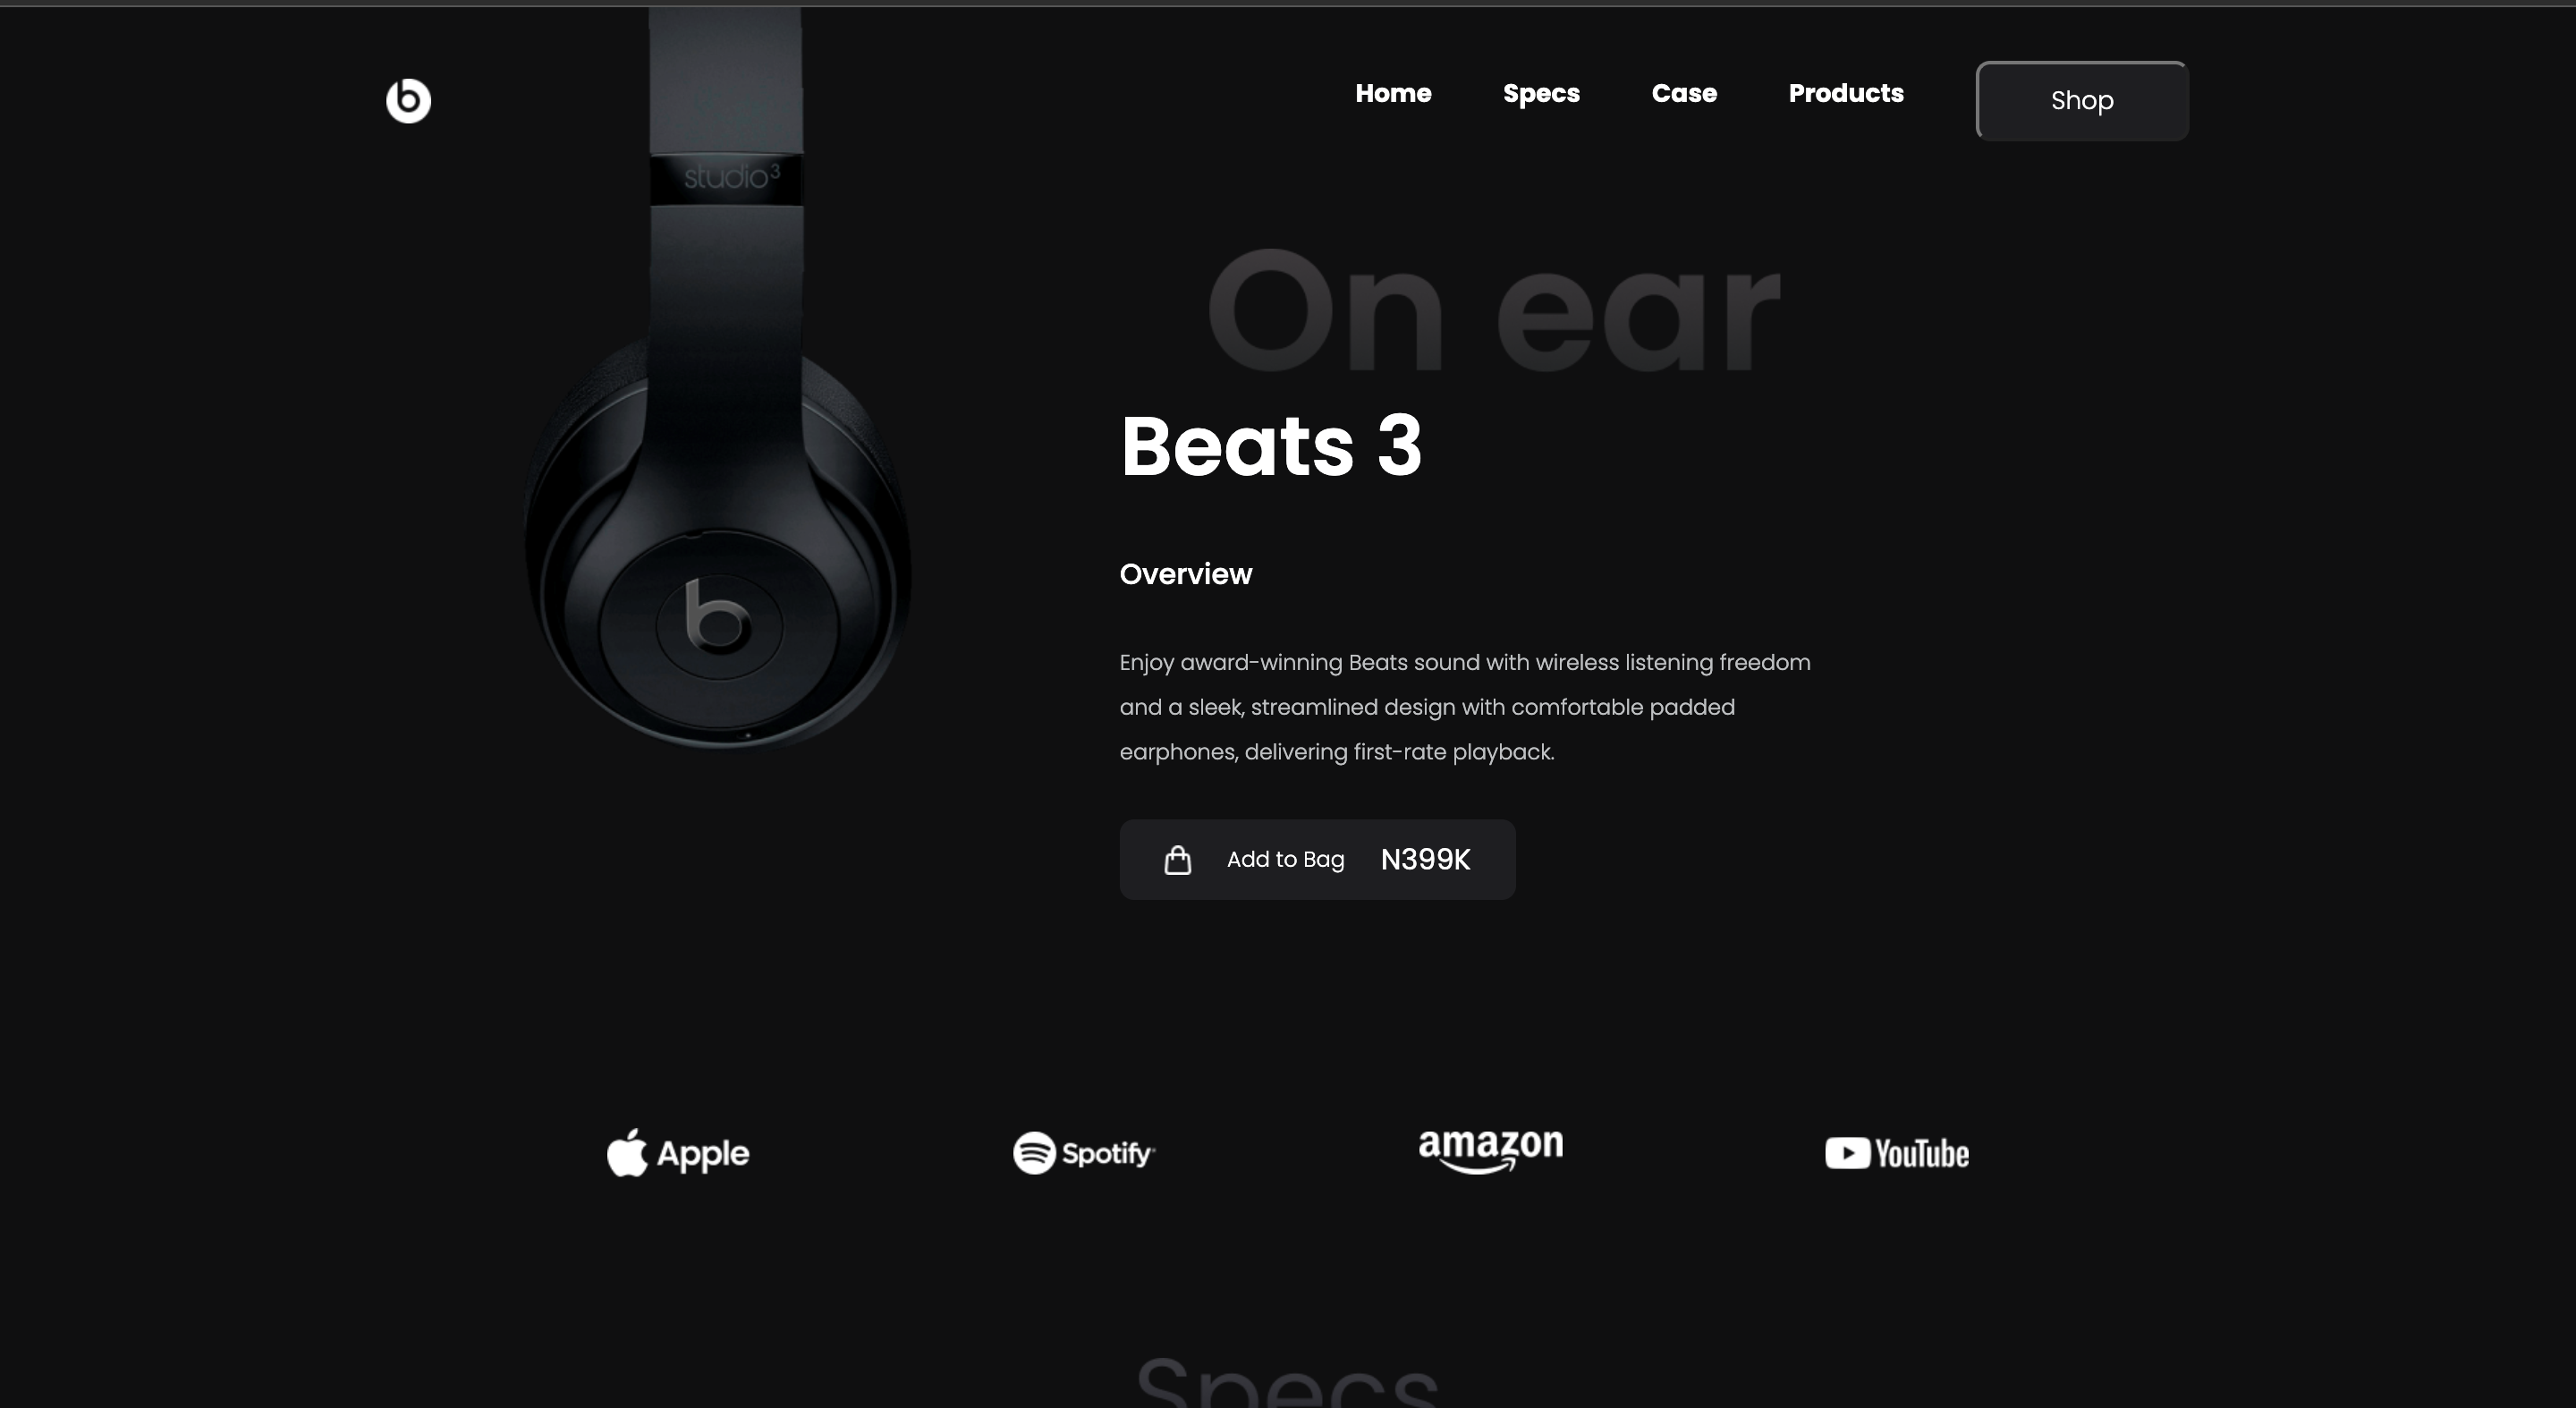 Home Specs Case Products Shop
studio3
On ear
Beats 3
Overview
Enjoy award-winning Beats sound with wireless listening freedom
and a sleek, streamlined design with comfortable padded
earphones, delivering first-rate playback.
Add to Bag N399K
Apple Spotify amazon YouTube
Specs